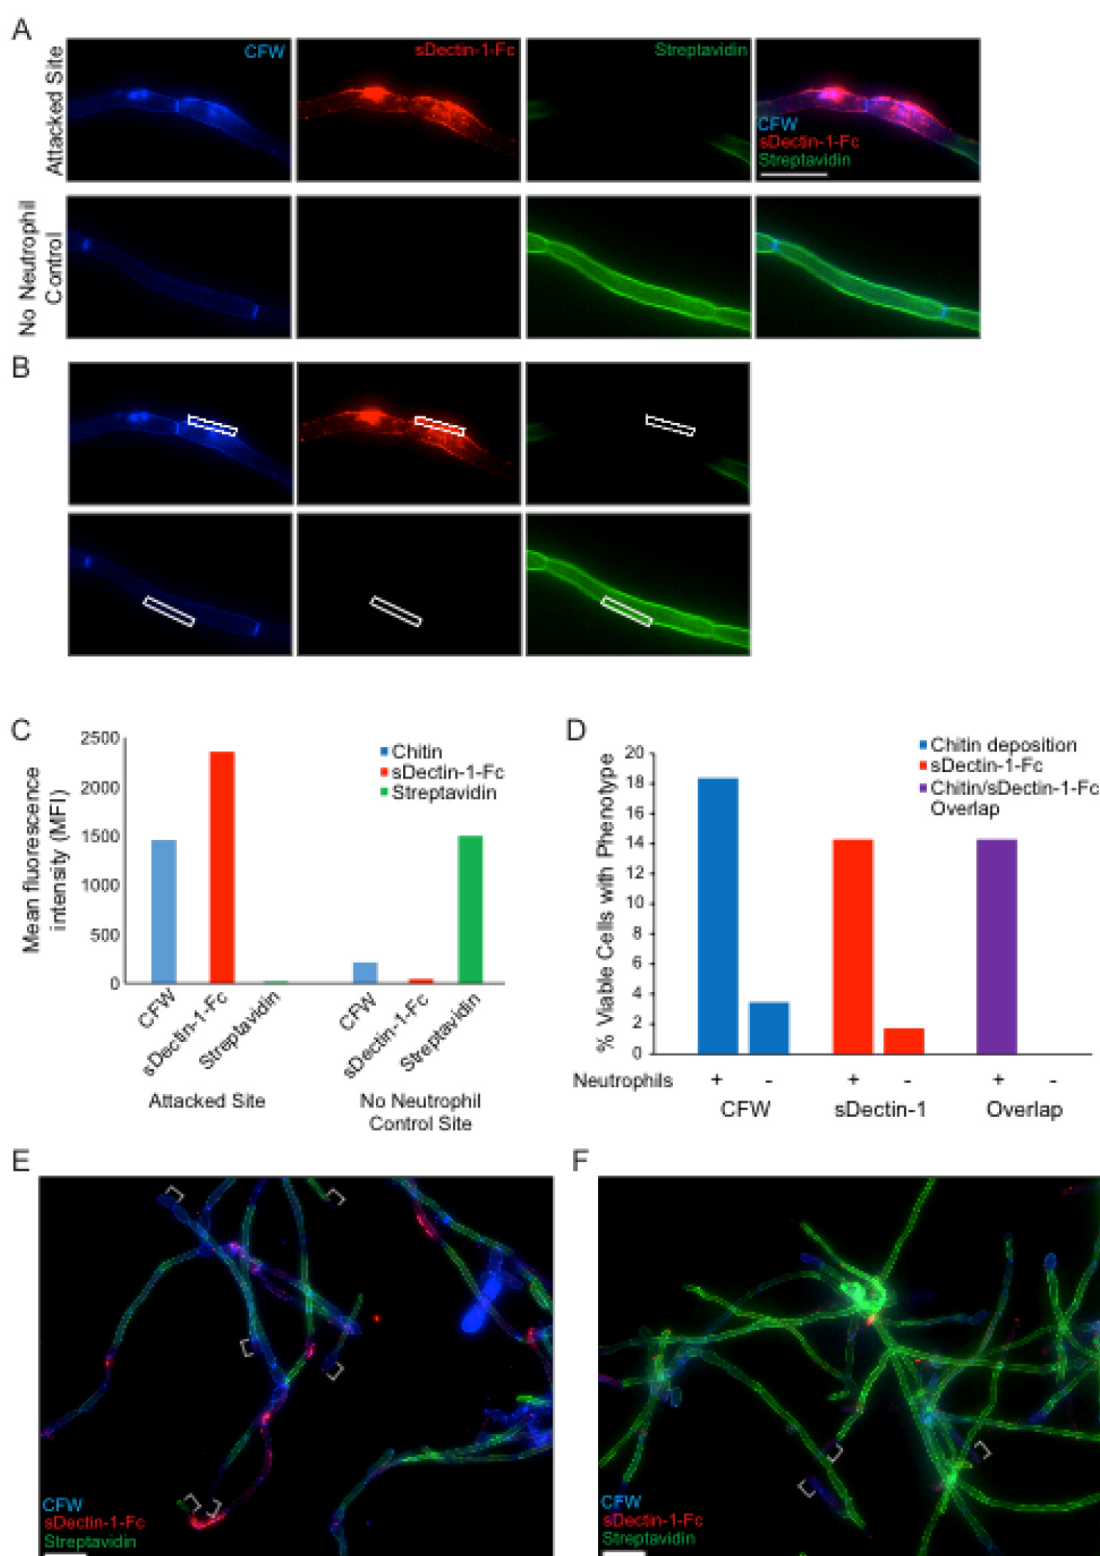 A
Attacked Site
CFW
sDectin-1-Fc
Streptavidin
CFW
sDectin-1-Fc
Streptavidin
No Neutrophil
Control
B
C
Mean fluorescence
intensity (MFI)
2500
2000
1500
1000
500
0
Chitin
sDectin-1-Fc
Streptavidin
CFW
sDectin-1-Fc
Streptavidin
CFW
sDectin-1-Fc
Streptavidin
Attacked Site
No Neutrophil
Control Site
D
% Viable Cells with Phenotype
20
18
16
14
12
10
8
6
4
2
0
Chitin deposition
sDectin-1-Fc
Chitin/sDectin-1-Fc
Overlap
Neutrophils + - + - + -
CFW sDectin-1 Overlap
E
CFW
sDectin-1-Fc
Streptavidin
F
CFW
sDectin-1-Fc
Streptavidin